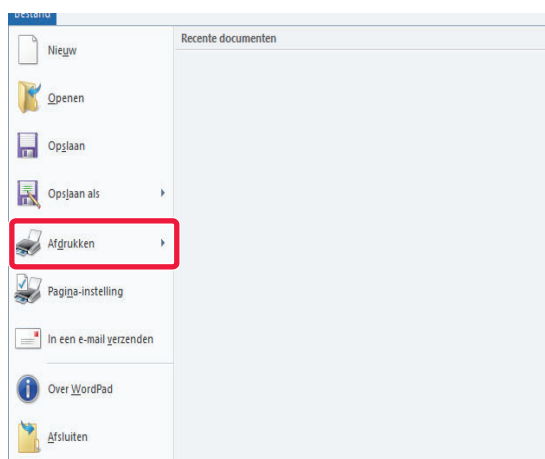 Bestand
Recente documenten
Nieuw
Openen
Opslaan
Opslaan als
Afdrukken
Pagina-instelling
In een e-mail verzenden
Over WordPad
Afsluiten